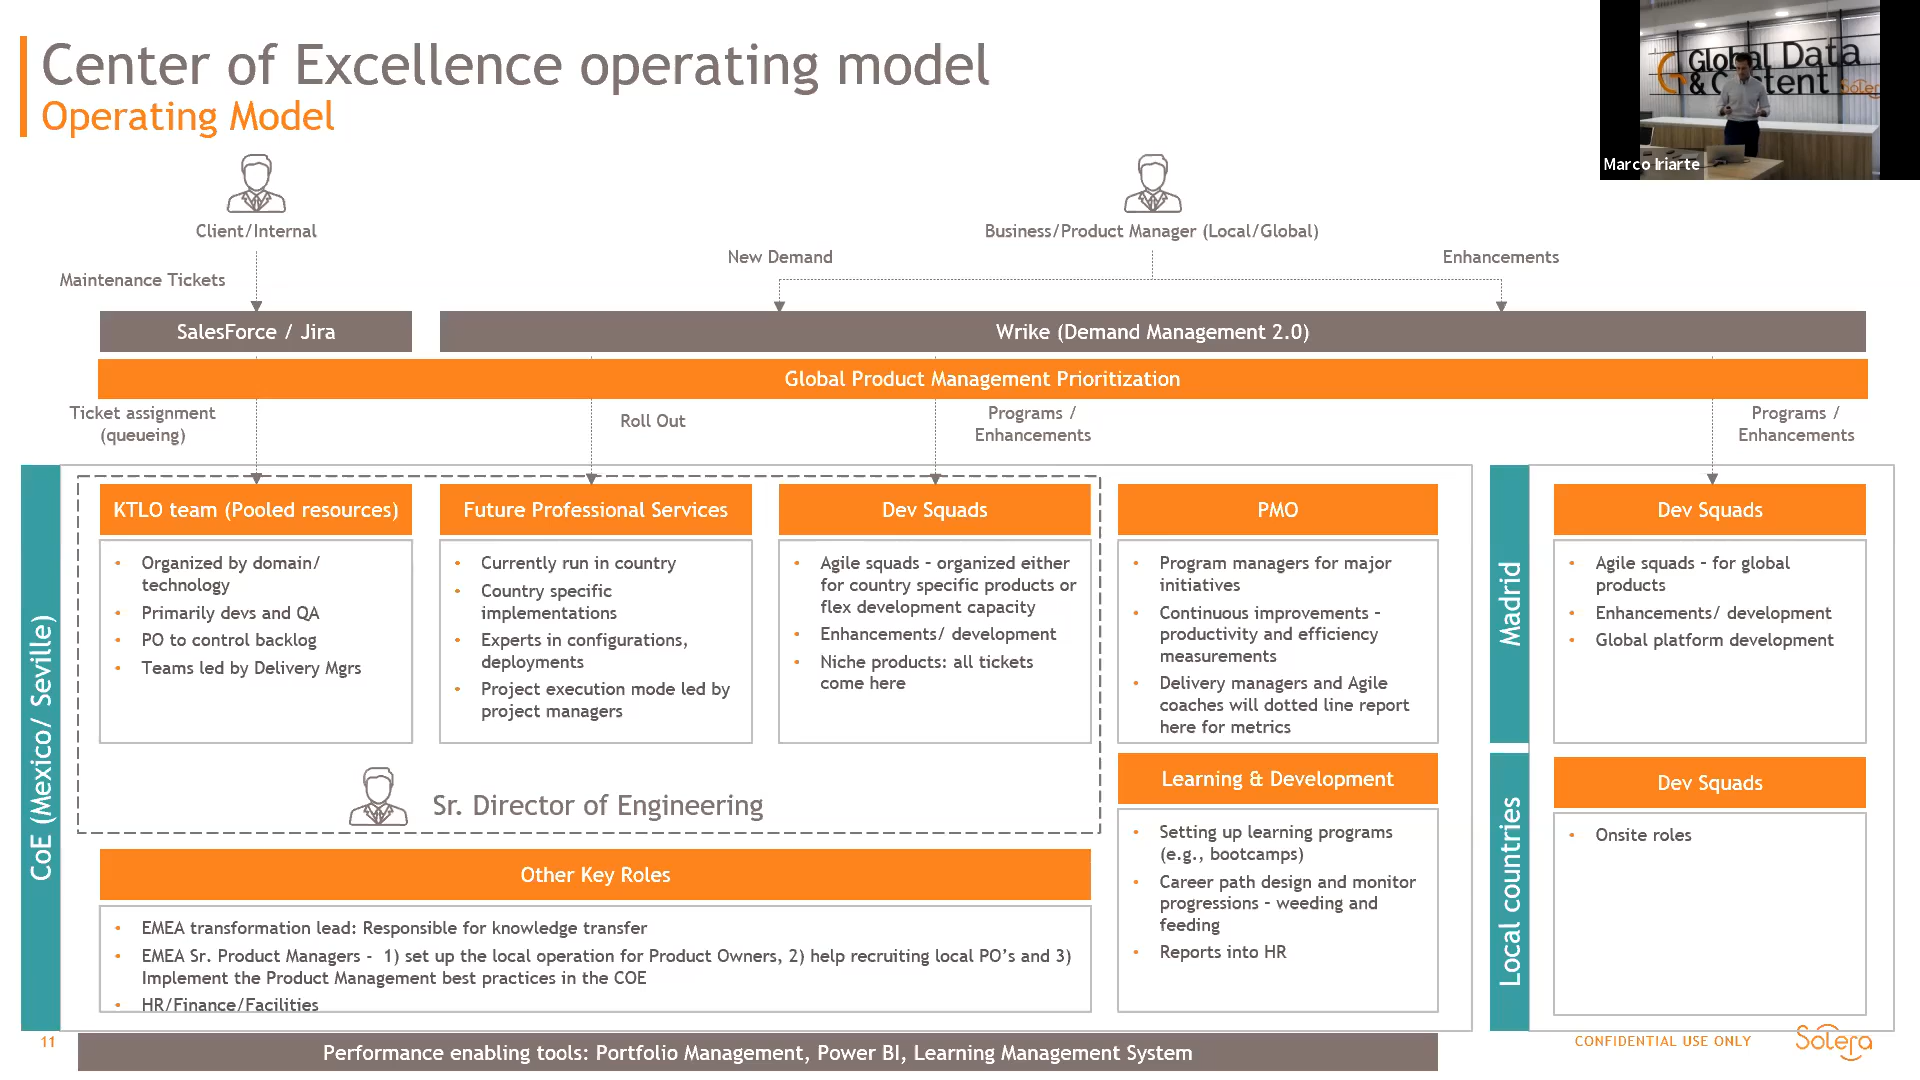 Center of Excellence operating model
Operating Model
Global Data
& Content
Marco Iriarte
Client/Internal
Business/Product Manager (Local/Global)
Maintenance Tickets
New Demand
Enhancements
SalesForce / Jira
Wrike (Demand Management 2.0)
Global Product Management Prioritization
Ticket assignment
(queueing)
Roll Out
Programs /
Enhancements
Programs /
Enhancements
CoE (Mexico/ Seville)
KTLO team (Pooled resources)
• Organized by domain/
technology
• Primarily devs and QA
• PO to control backlog
• Teams led by Delivery Mgrs
Future Professional Services
• Currently run in country
• Country specific
implementations
• Experts in configurations,
deployments
• Project execution mode led by
project managers
Dev Squads
• Agile squads – organized either
for country specific products or
flex development capacity
• Enhancements/ development
• Niche products: all tickets
come here
Sr. Director of Engineering
PMO
• Program managers for major
initiatives
• Continuous improvements –
productivity and efficiency
measurements
• Delivery managers and Agile
coaches will dotted line report
here for metrics
Learning & Development
• Setting up learning programs
(e.g., bootcamps)
• Career path design and monitor
progressions – weeding and
feeding
• Reports into HR
Other Key Roles
• EMEA transformation lead: Responsible for knowledge transfer
• EMEA Sr. Product Managers - 1) set up the local operation for Product Owners, 2) help recruiting local PO's and 3)
Implement the Product Management best practices in the COE
• HR/Finance/Facilities
Madrid
Dev Squads
• Agile squads – for global
products
• Enhancements/ development
• Global platform development
Local countries
Dev Squads
• Onsite roles
11
Performance enabling tools: Portfolio Management, Power BI, Learning Management System
CONFIDENTIAL USE ONLY
Solera